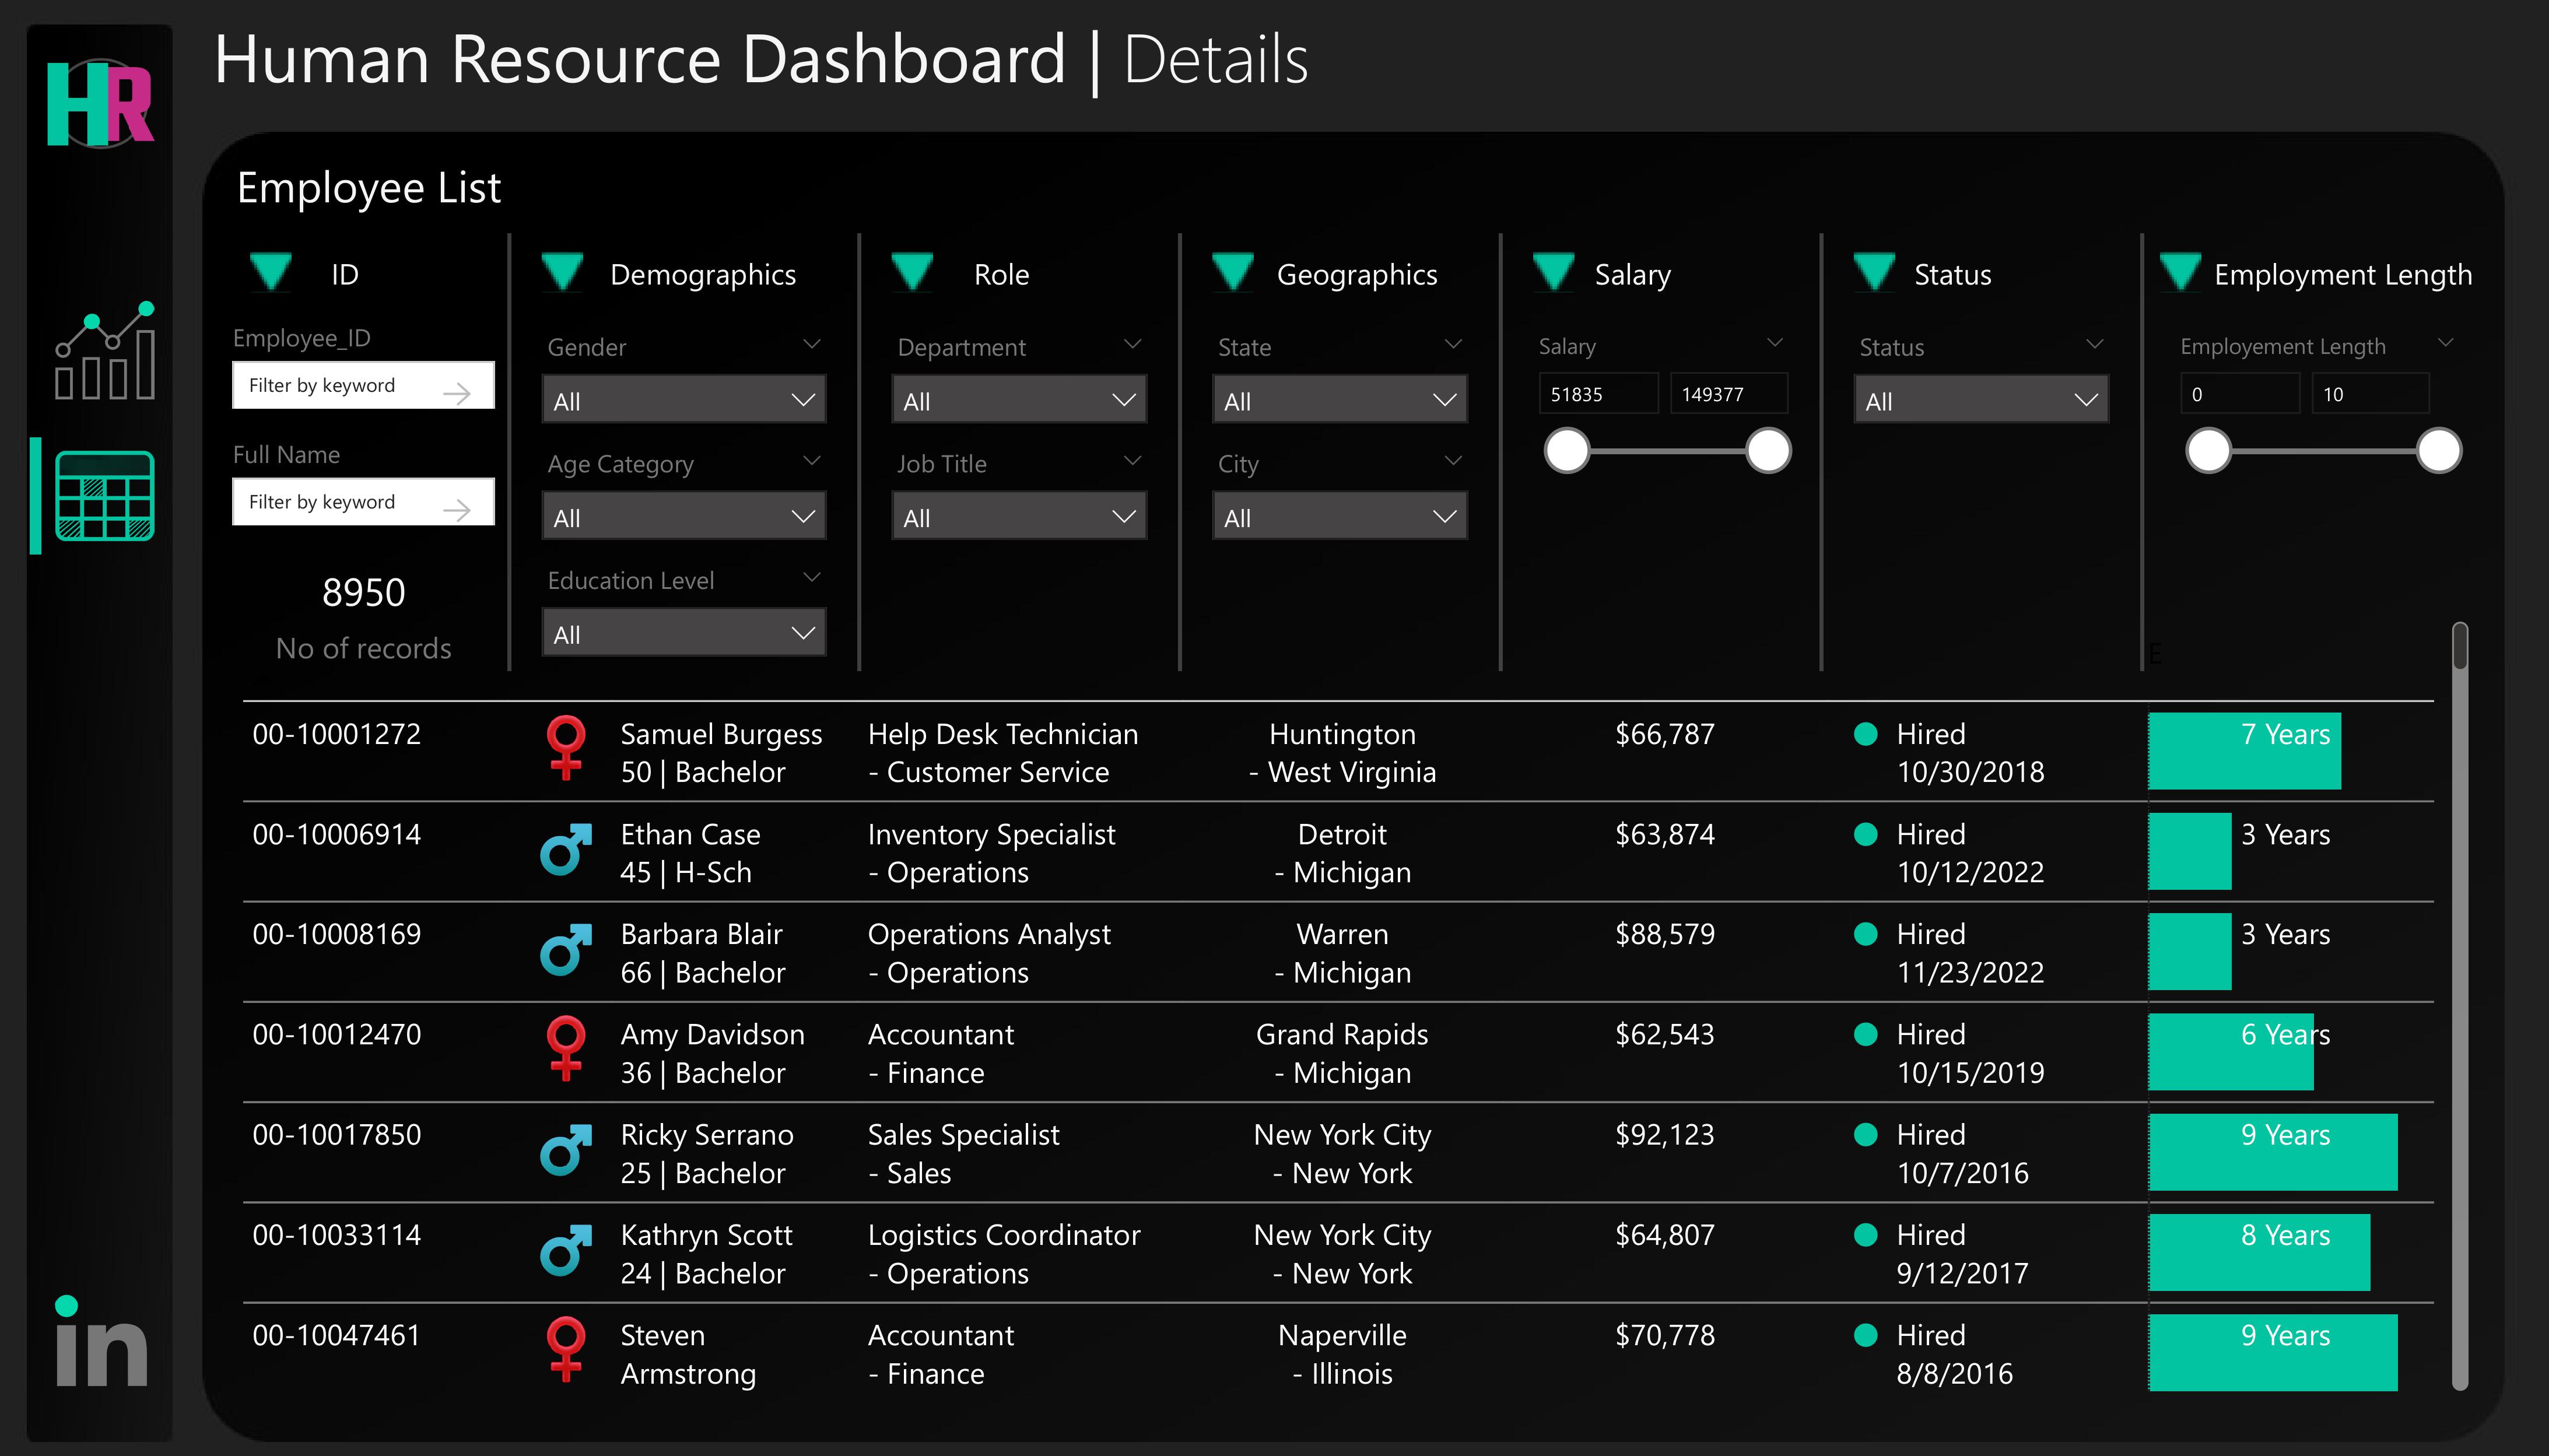 HR
Human Resource Dashboard | Details
Employee List
ID
Demographics
Role
Geographics
Salary
Status
Employment Length
Employee_ID
Filter by keyword
Full Name
Filter by keyword
8950
No of records
Gender
All
Age Category
All
Education Level
All
Department
All
Job Title
All
State
All
City
All
Salary
51835 149377
Status
All
Employement Length
0 10
E
00-10001272 Samuel Burgess Help Desk Technician Huntington $66,787 Hired 7 Years
50 | Bachelor - Customer Service - West Virginia 10/30/2018
00-10006914 Ethan Case Inventory Specialist Detroit $63,874 Hired 3 Years
45 | H-Sch - Operations - Michigan 10/12/2022
00-10008169 Barbara Blair Operations Analyst Warren $88,579 Hired 3 Years
66 | Bachelor - Operations - Michigan 11/23/2022
00-10012470 Amy Davidson Accountant Grand Rapids $62,543 Hired 6 Years
36 | Bachelor - Finance - Michigan 10/15/2019
00-10017850 Ricky Serrano Sales Specialist New York City $92,123 Hired 9 Years
25 | Bachelor - Sales - New York 10/7/2016
00-10033114 Kathryn Scott Logistics Coordinator New York City $64,807 Hired 8 Years
24 | Bachelor - Operations - New York 9/12/2017
00-10047461 Steven Accountant Naperville $70,778 Hired 9 Years
Armstrong - Finance - Illinois 8/8/2016
in